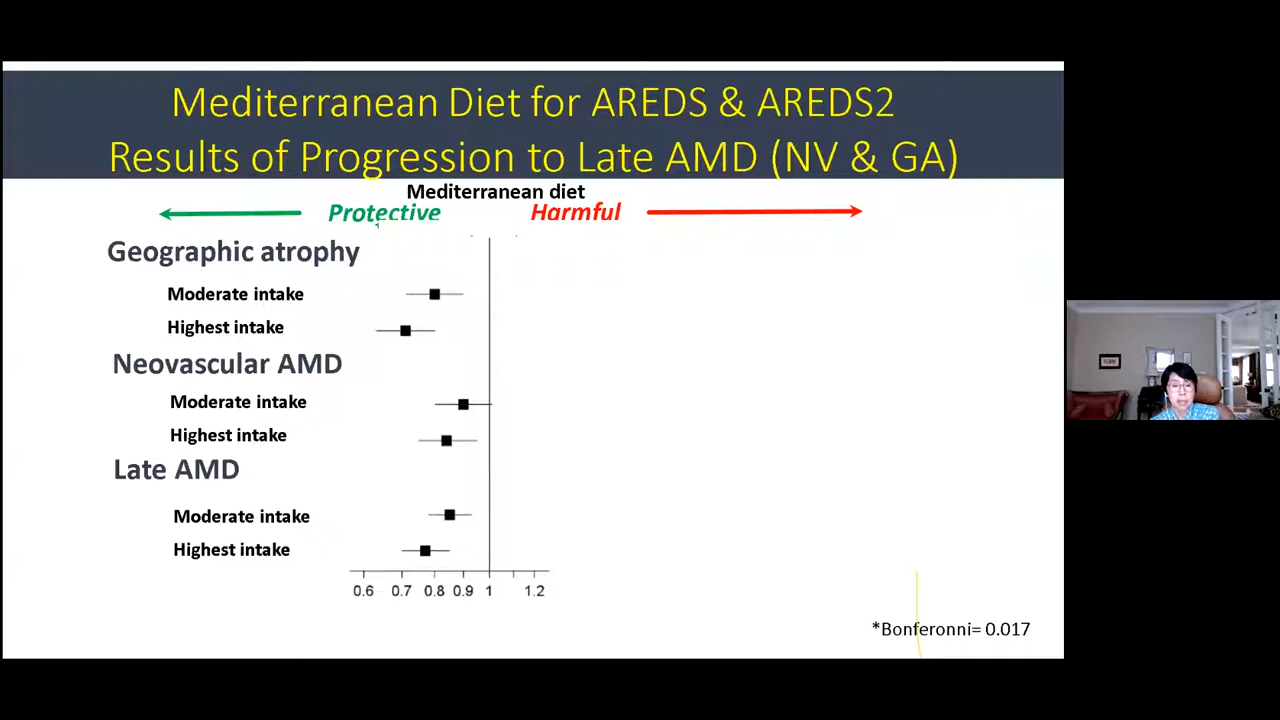 Mediterranean Diet for AREDS & AREDS2
Results of Progression to Late AMD (NV & GA)
Mediterranean diet
Protective Harmful
Geographic atrophy
Moderate intake
Highest intake
Neovascular AMD
Moderate intake
Highest intake
Late AMD
Moderate intake
Highest intake
0.6 0.7 0.8 0.9 1 1.2
*Bonferonni= 0.017